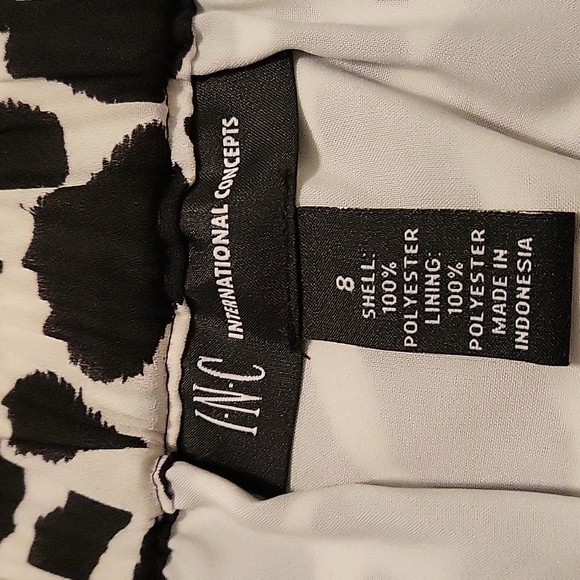 I·N·C INTERNATIONAL CONCEPTS
8
SHELL:
100%
POLYESTER
LINING:
100%
POLYESTER
MADE IN
INDONESIA